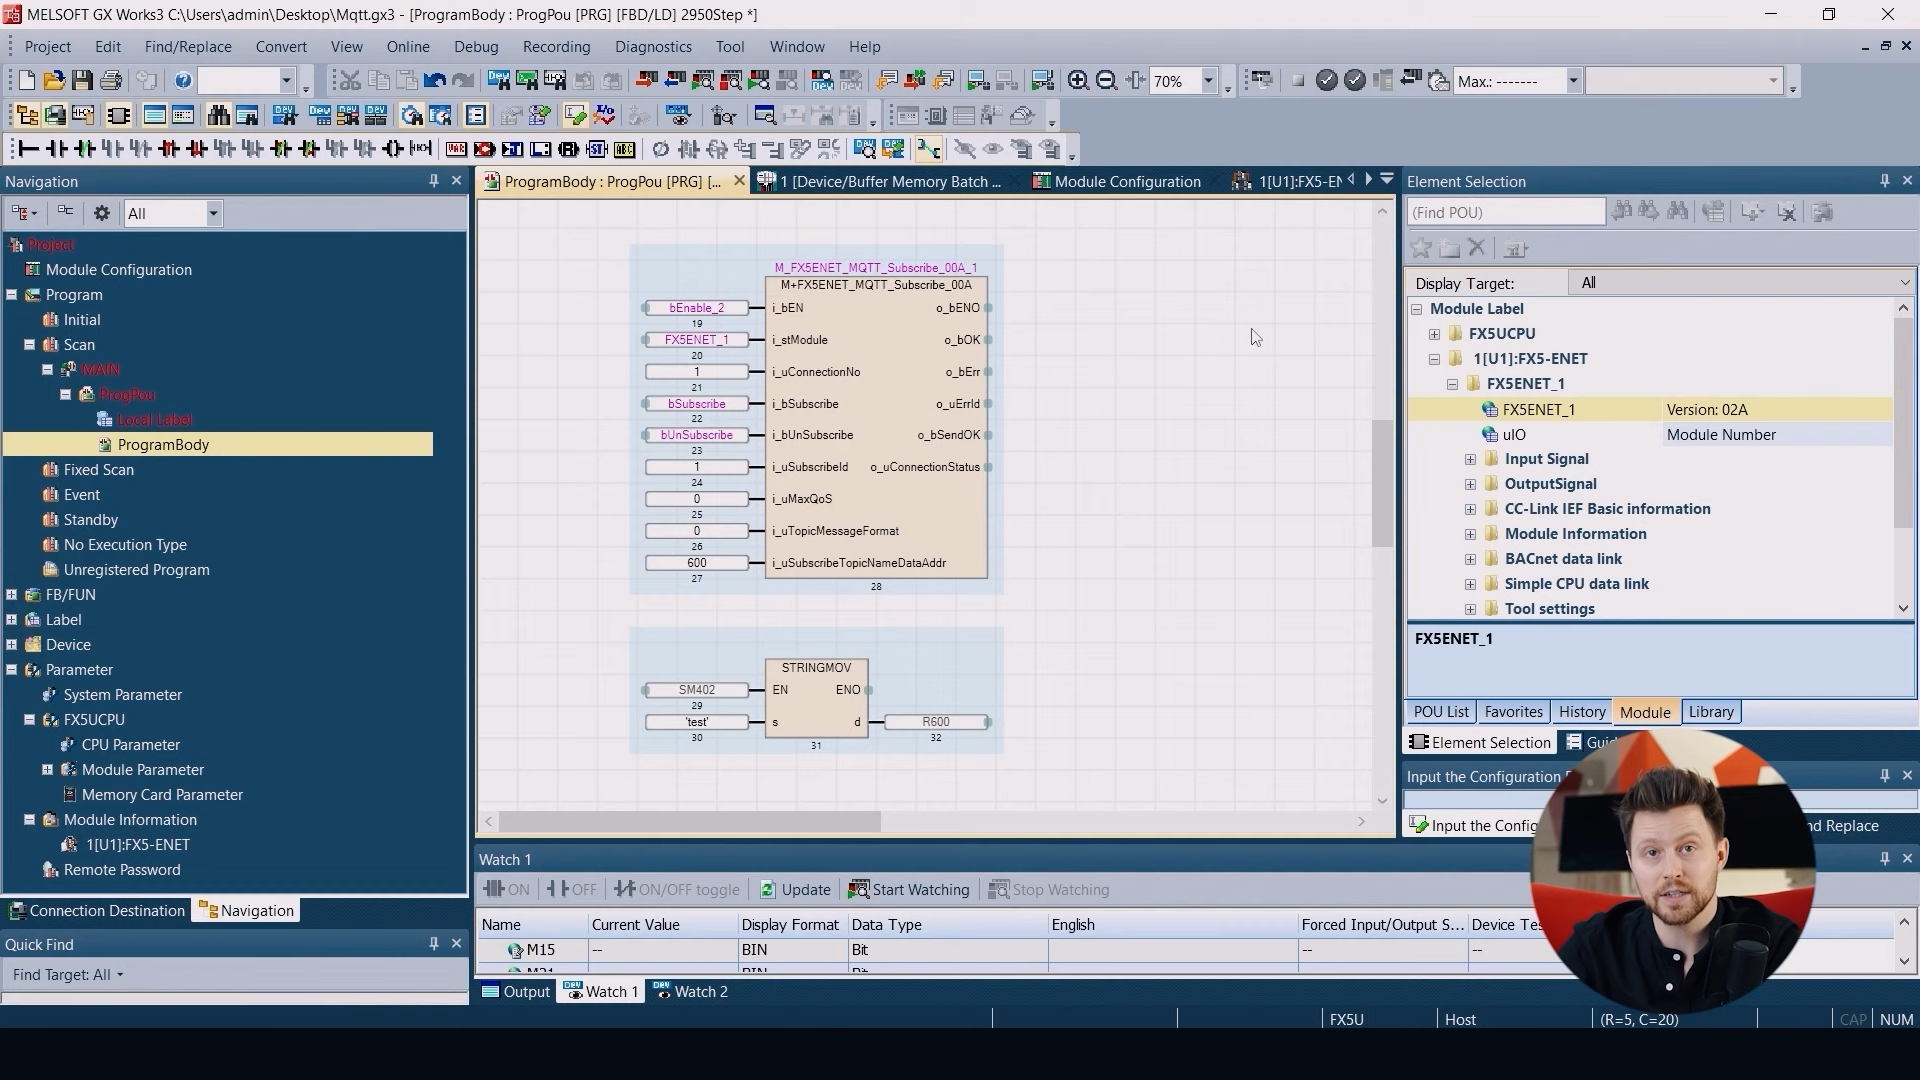 MELSOFT GX Works3 C:\Users\admin\Desktop\Mqtt.gx3 - [ProgramBody : ProgPou [PRG] [FBD/LD] 2950Step *]
Project Edit Find/Replace Convert View Online Debug Recording Diagnostics Tool Window Help
70% Max.: -------
Navigation
All
Project
Module Configuration
Program
Initial
Scan
MAIN
ProgPou
Local Label
ProgramBody
Fixed Scan
Event
Standby
No Execution Type
Unregistered Program
FB/FUN
Label
Device
Parameter
System Parameter
FX5UCPU
CPU Parameter
Module Parameter
Memory Card Parameter
Module Information
1[U1]:FX5-ENET
Remote Password
Connection Destination Navigation
Quick Find
Find Target: All
ProgramBody : ProgPou [PRG] [... 1 [Device/Buffer Memory Batch ... Module Configuration 1[U1]:FX5-EN
M_FX5ENET_MQTT_Subscribe_00A_1
M+FX5ENET_MQTT_Subscribe_00A
bEnable_2 i_bEN o_bENO
19
FX5ENET_1 i_stModule o_bOK
20
1 i_uConnectionNo o_bErr
21
bSubscribe i_bSubscribe o_uErrId
22
bUnSubscribe i_bUnSubscribe o_bSendOK
23
1 i_uSubscribeId o_uConnectionStatus
24
0 i_uMaxQoS
25
0 i_uTopicMessageFormat
26
600 i_uSubscribeTopicNameDataAddr
27 28
STRINGMOV
SM402 EN ENO
29
'test' s d R600
30 31 32
Element Selection
(Find POU)
Display Target: All
Module Label
FX5UCPU
1[U1]:FX5-ENET
FX5ENET_1
FX5ENET_1 Version: 02A
uIO Module Number
Input Signal
OutputSignal
CC-Link IEF Basic information
Module Information
BACnet data link
Simple CPU data link
Tool settings
FX5ENET_1
POU List Favorites History Module Library
Element Selection Gui
Input the Configuration
Input the Config nd Replace
Watch 1
ON OFF ON/OFF toggle Update Start Watching Stop Watching
Name Current Value Display Format Data Type English Forced Input/Output S... Device Te
M15 -- BIN Bit -- --
Output Watch 1 Watch 2
FX5U Host (R=5, C=20) CAP NUM